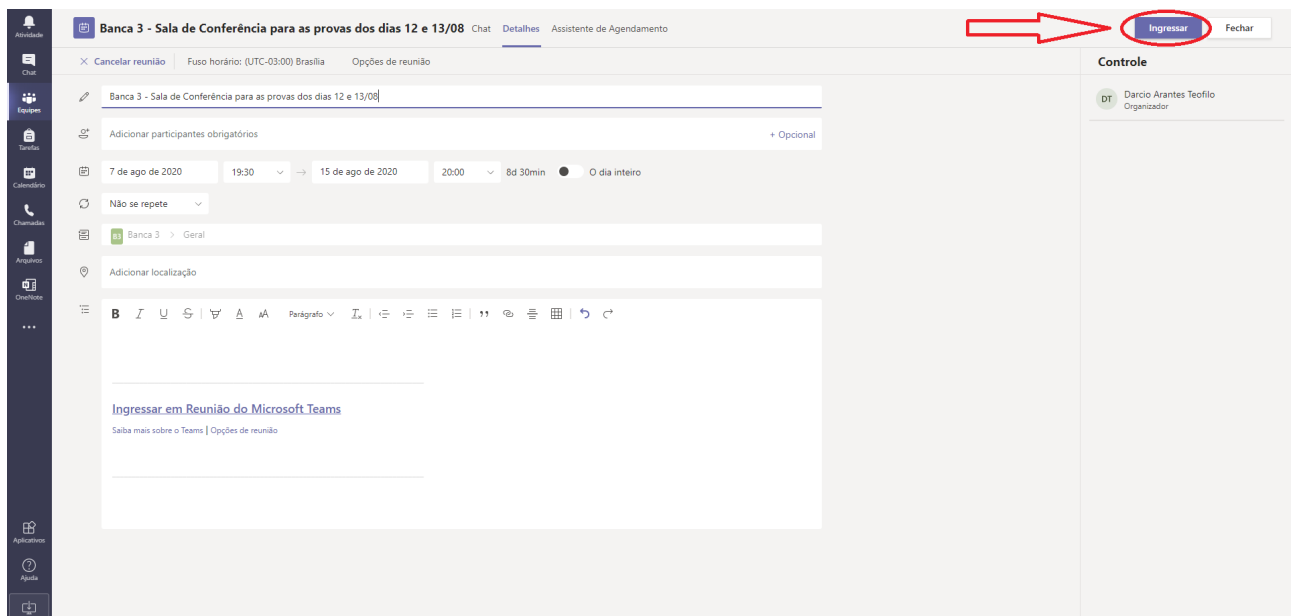 Atividade
Chat
Equipes
Tarefas
Calendário
Chamadas
Arquivos
OneNote
Aplicativos
Ajuda
Banca 3 - Sala de Conferência para as provas dos dias 12 e 13/08 Chat Detalhes Assistente de Agendamento
Ingressar Fechar
Cancelar reunião Fuso horário: (UTC-03:00) Brasília Opções de reunião
Banca 3 - Sala de Conferência para as provas dos dias 12 e 13/08
Adicionar participantes obrigatórios + Opcional
7 de ago de 2020 19:30 → 15 de ago de 2020 20:00 8d 30min O dia inteiro
Não se repete
B3 Banca 3 > Geral
Adicionar localização
B I U S A AA Parágrafo Ix
Ingressar em Reunião do Microsoft Teams
Saiba mais sobre o Teams | Opções de reunião
Controle
DT Darcio Arantes Teofilo
Organizador